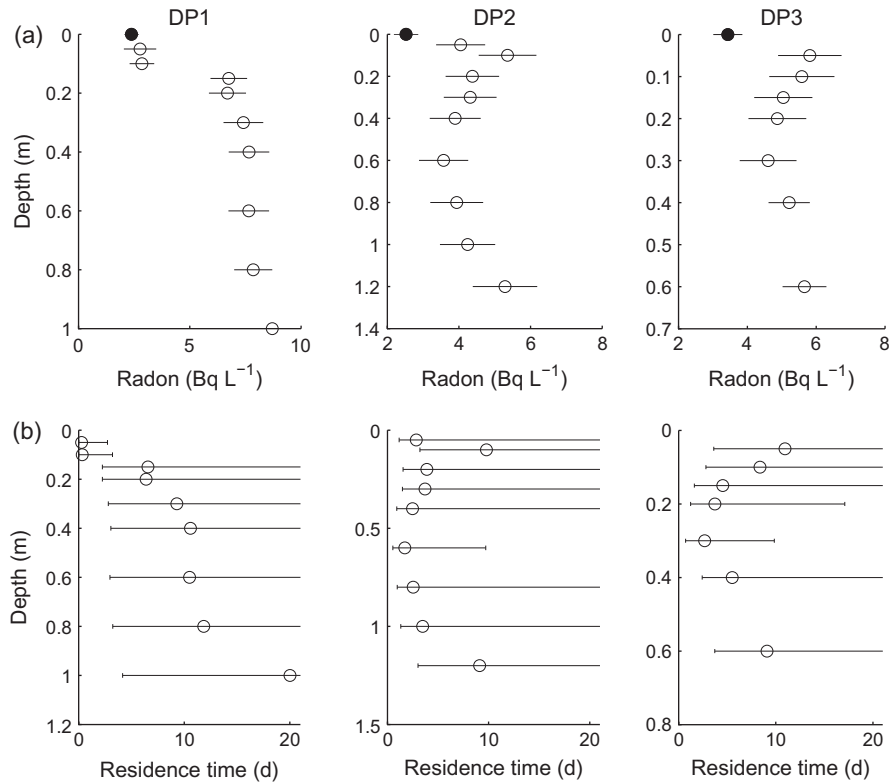 DP1 DP2 DP3
(a)
0 0.2 0.4 0.6 0.8 1
0 0.2 0.4 0.6 0.8 1 1.2 1.4
0 0.1 0.2 0.3 0.4 0.5 0.6 0.7
Depth (m)
0 5 10
2 4 6 8
2 4 6 8
Radon (Bq L⁻¹) Radon (Bq L⁻¹) Radon (Bq L⁻¹)
(b)
0 0.2 0.4 0.6 0.8 1 1.2
0 0.5 1 1.5
0 0.2 0.4 0.6 0.8
Depth (m)
0 10 20
0 10 20
0 10 20
Residence time (d) Residence time (d) Residence time (d)